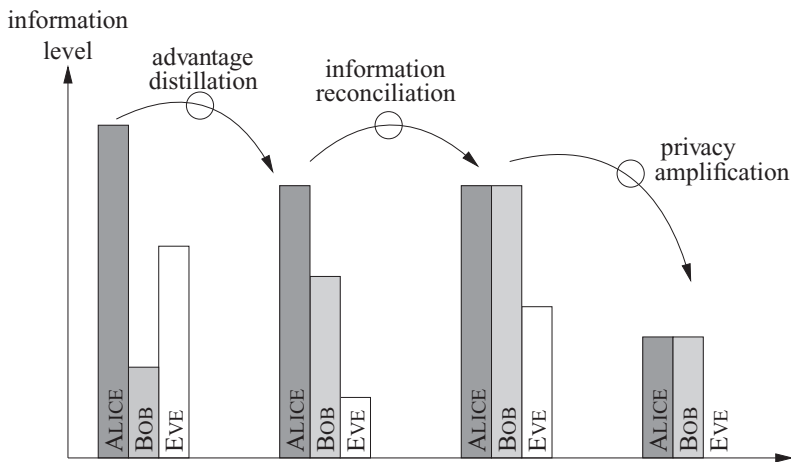 information
level
advantage
distillation
information
reconciliation
privacy
amplification
ALICE
BOB
EVE
ALICE
BOB
EVE
ALICE
BOB
EVE
ALICE
BOB
EVE